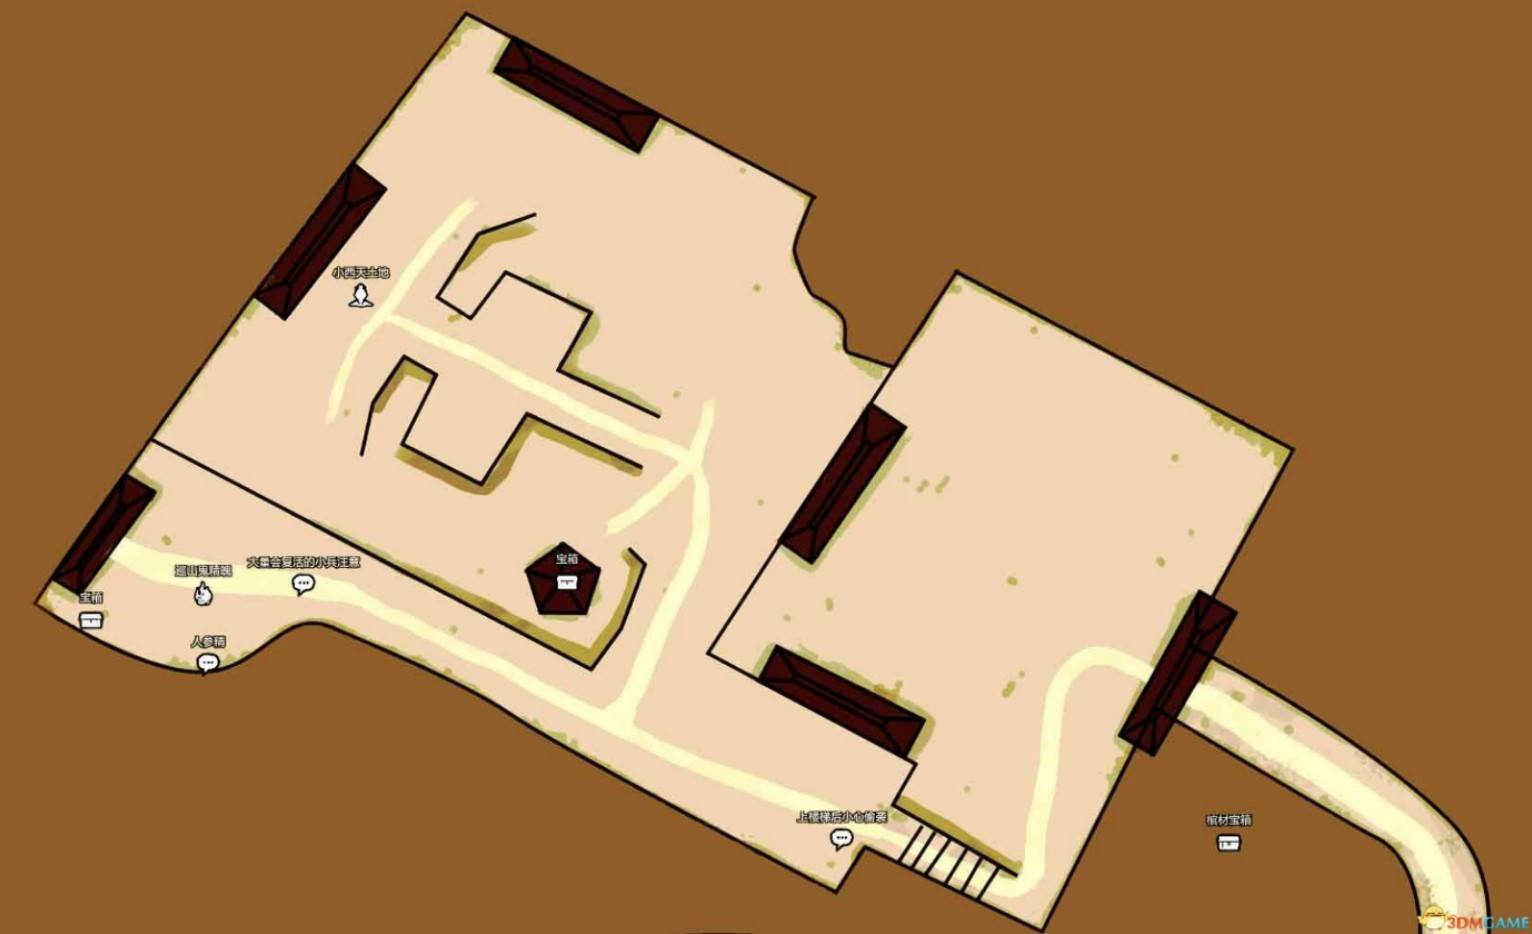 小西天土地
宝箱
大量会复活的小兵注意
巡山鬼精魄
宝箱
人参精
上楼梯后小心偷袭
棺材宝箱
3DMGAME